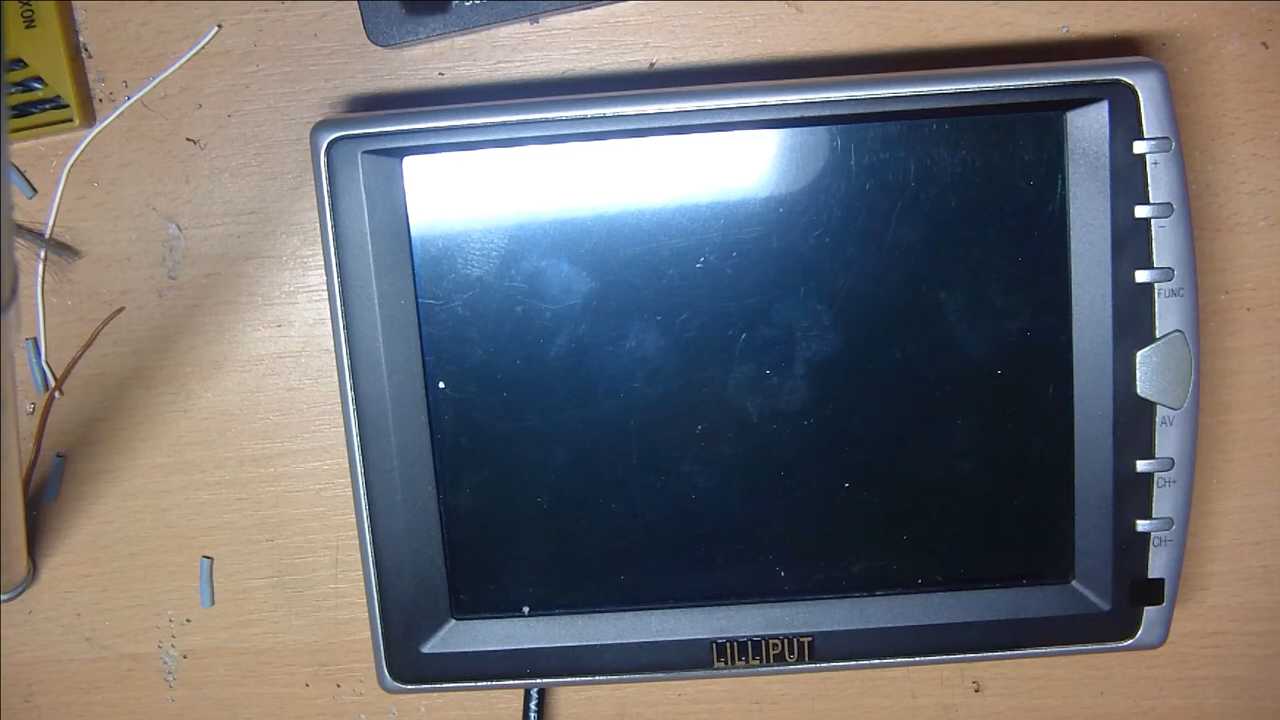 +
-
FUNC
AV
CH+
CH-
LILLIPUT